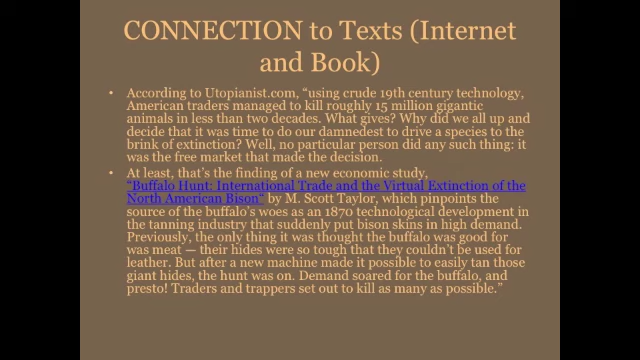 CONNECTION to Texts (Internet
and Book)
• According to Utopianist.com, “using crude 19th century technology,
American traders managed to kill roughly 15 million gigantic
animals in less than two decades. What gives? Why did we all up and
decide that it was time to do our damnedest to drive a species to the
brink of extinction? Well, no particular person did any such thing: it
was the free market that made the decision.
• At least, that’s the finding of a new economic study,
“Buffalo Hunt: International Trade and the Virtual Extinction of the
North American Bison” by M. Scott Taylor, which pinpoints the
source of the buffalo’s woes as an 1870 technological development in
the tanning industry that suddenly put bison skins in high demand.
Previously, the only thing it was thought the buffalo was good for
was meat — their hides were so tough that they couldn’t be used for
leather. But after a new machine made it possible to easily tan those
giant hides, the hunt was on. Demand soared for the buffalo, and
presto! Traders and trappers set out to kill as many as possible.”